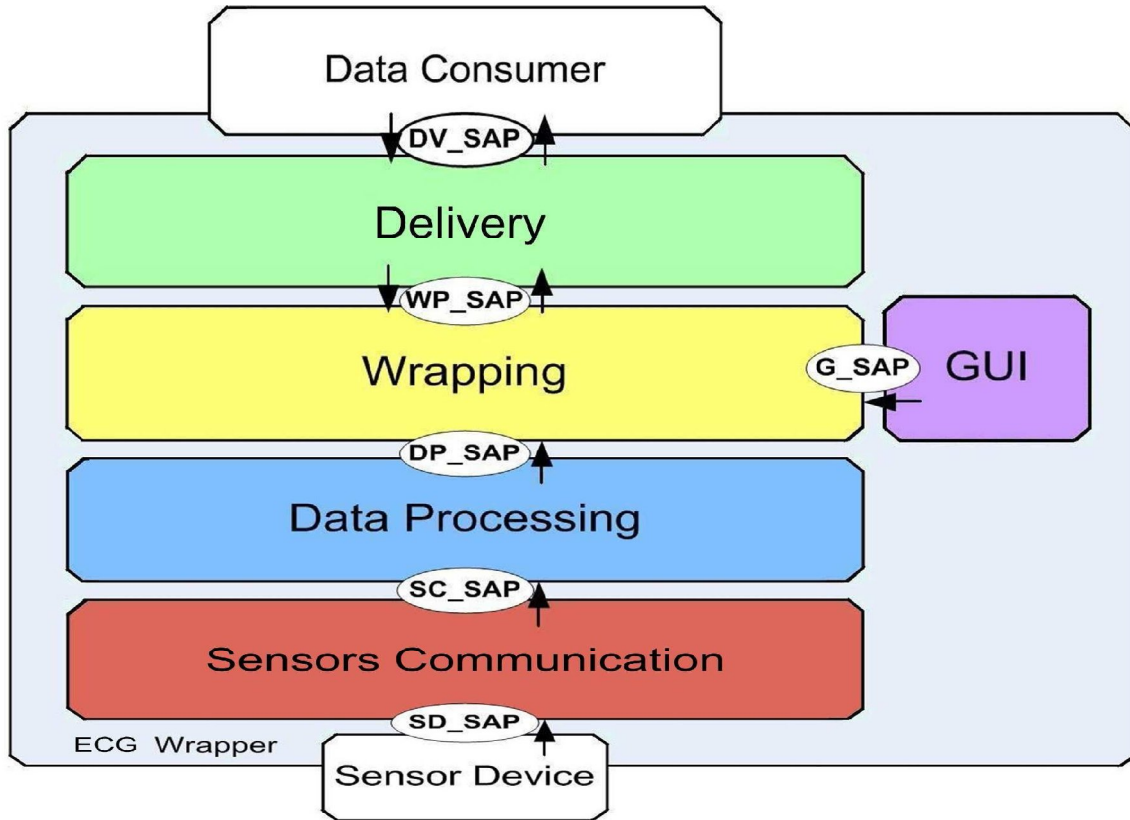 Data Consumer
DV_SAP
Delivery
WP_SAP
Wrapping
G_SAP
GUI
DP_SAP
Data Processing
SC_SAP
Sensors Communication
SD_SAP
ECG Wrapper
Sensor Device